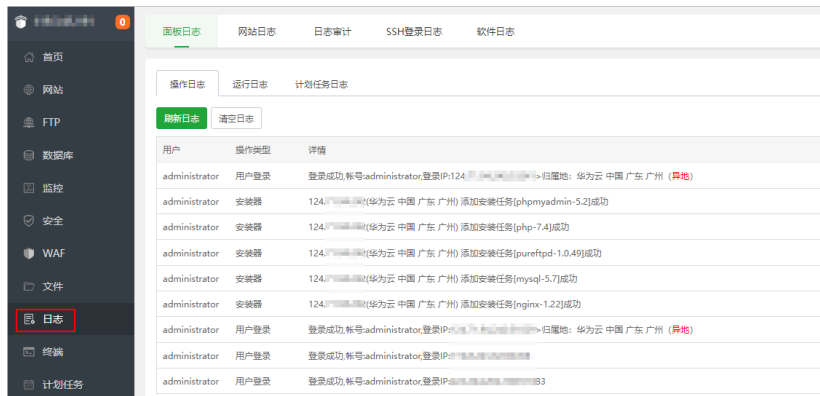 0
面板日志 网站日志 日志审计 SSH登录日志 软件日志
首页
网站
FTP
数据库
监控
安全
WAF
文件
日志
终端
计划任务
操作日志 运行日志 计划任务日志
刷新日志 清空日志
用户 操作类型 详情
administrator 用户登录 登录成功,帐号:administrator,登录IP:124. >归属地：华为云 中国 广东 广州（异地）
administrator 安装器 124. (华为云 中国 广东 广州) 添加安装任务[phpmyadmin-5.2]成功
administrator 安装器 124. (华为云 中国 广东 广州) 添加安装任务[php-7.4]成功
administrator 安装器 124. (华为云 中国 广东 广州) 添加安装任务[pureftpd-1.0.49]成功
administrator 安装器 124. (华为云 中国 广东 广州) 添加安装任务[mysql-5.7]成功
administrator 安装器 124. (华为云 中国 广东 广州) 添加安装任务[nginx-1.22]成功
administrator 用户登录 登录成功,帐号:administrator,登录IP: >归属地：华为云 中国 广东 广州（异地）
administrator 用户登录 登录成功,帐号:administrator,登录IP:
administrator 用户登录 登录成功,帐号:administrator,登录IP: 83